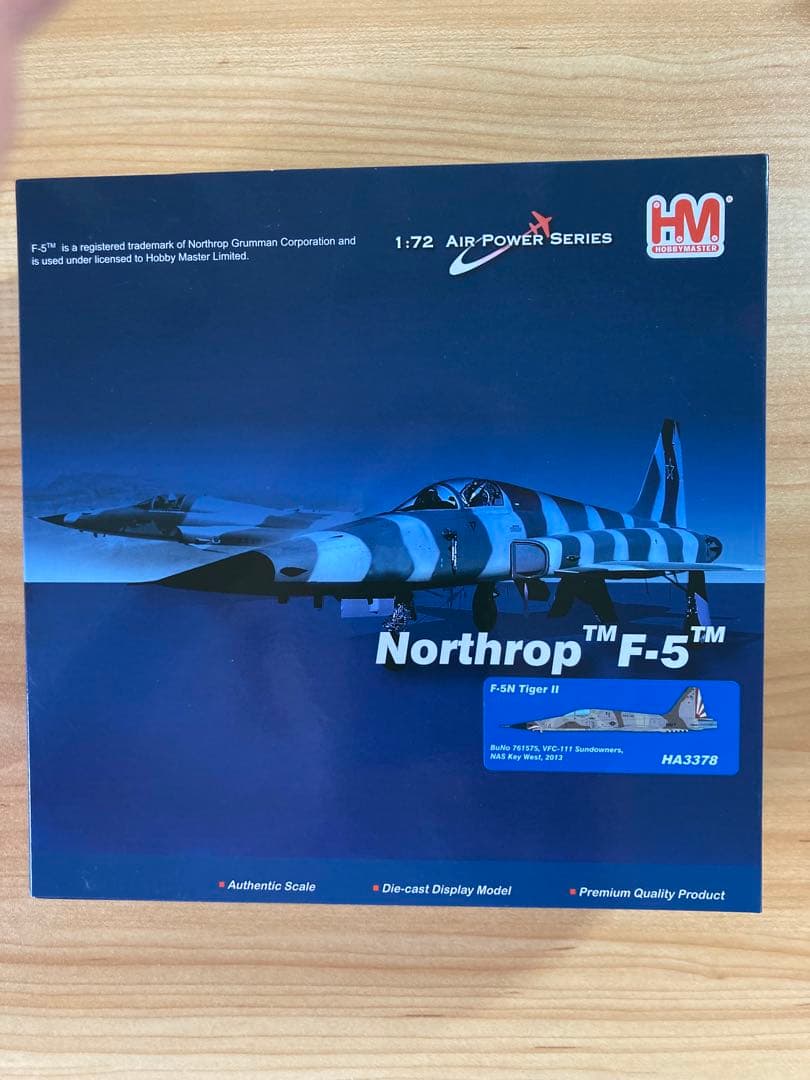 F-5™ is a registered trademark of Northrop Grumman Corporation and
is used under licensed to Hobby Master Limited.
1:72 AIR POWER SERIES
H.M.
HOBBYMASTER
®
Northrop™ F-5™
F-5N Tiger II
BuNo 761575, VFC-111 Sundowners,
NAS Key West, 2013
HA3378
Authentic Scale
Die-cast Display Model
Premium Quality Product